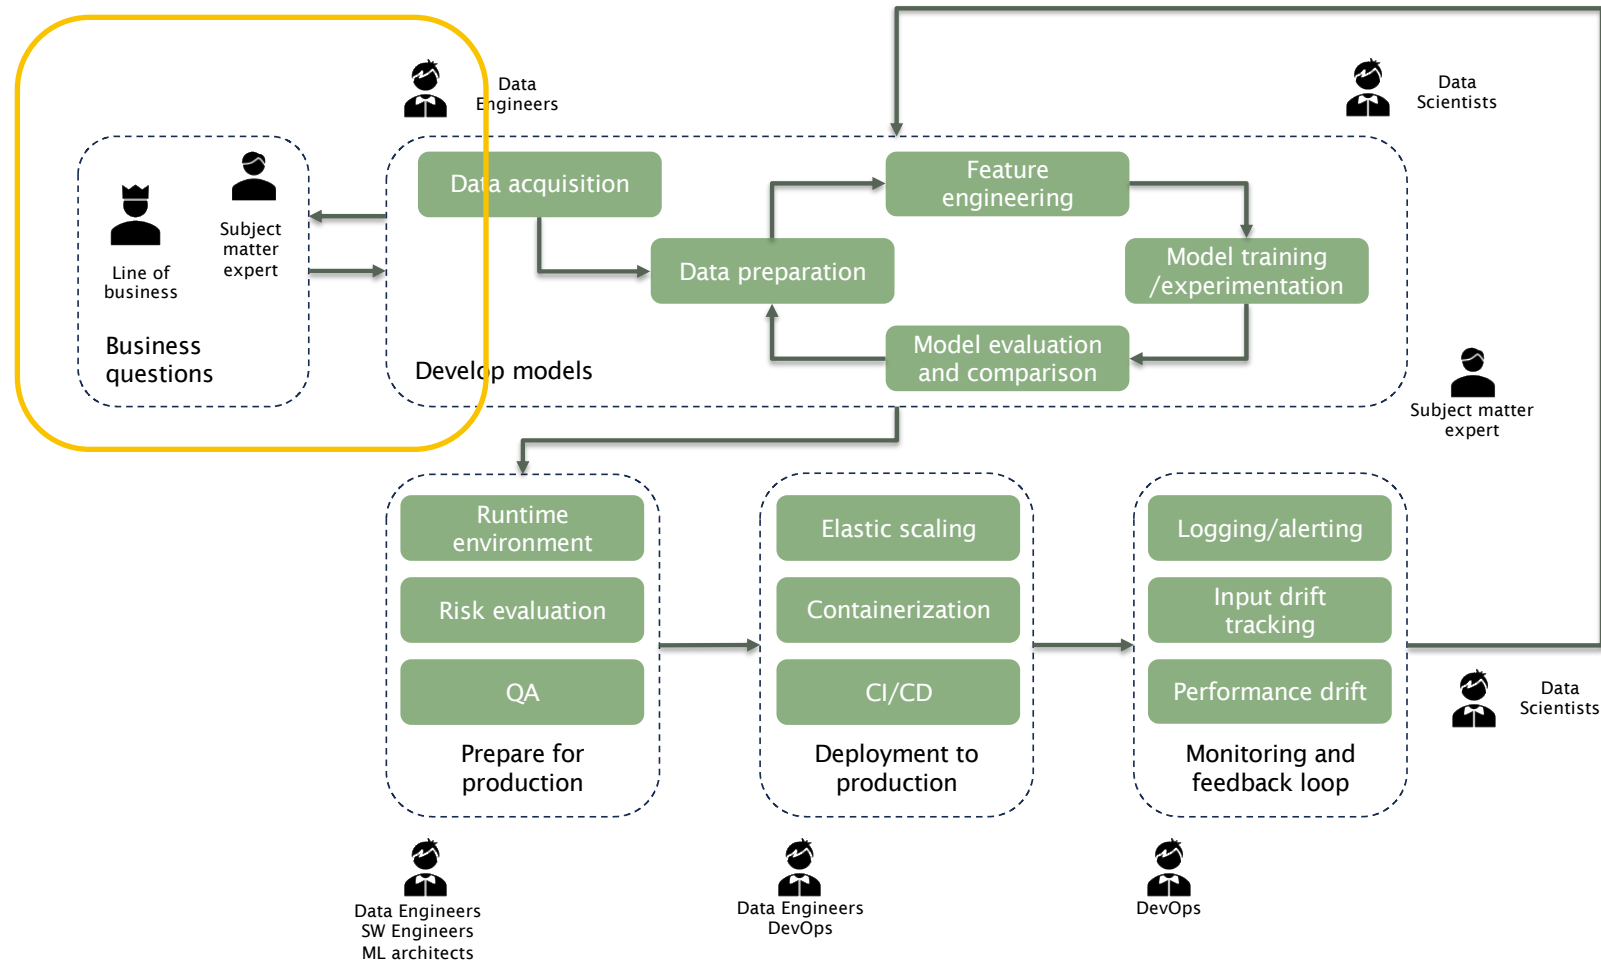 Data
Engineers
Data
Scientists
Data acquisition
Feature
engineering
Subject
matter
expert
Line of
business
Data preparation
Model training
/experimentation
Business
questions
Develop models
Model evaluation
and comparison
Subject matter
expert
Runtime
environment
Risk evaluation
QA
Prepare for
production
Elastic scaling
Containerization
CI/CD
Deployment to
production
Logging/alerting
Input drift
tracking
Performance drift
Monitoring and
feedback loop
Data
Scientists
Data Engineers
SW Engineers
ML architects
Data Engineers
DevOps
DevOps